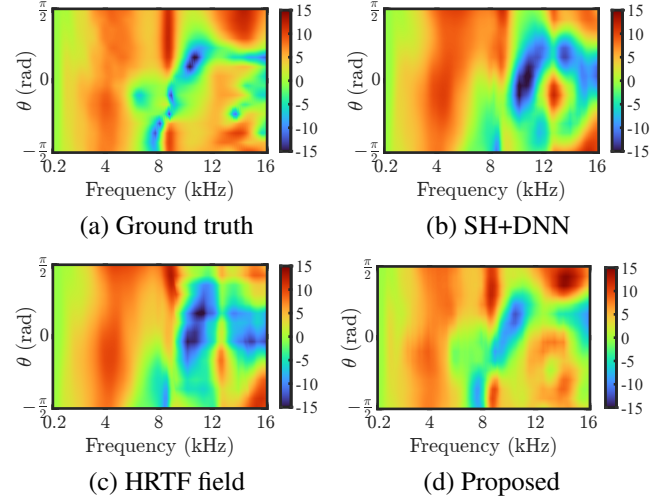 π/2
θ (rad)
0
−π/2
0.2 4 8 12 16
Frequency (kHz)
15
10
5
0
-5
-10
-15
(a) Ground truth
π/2
θ (rad)
0
−π/2
0.2 4 8 12 16
Frequency (kHz)
15
10
5
0
-5
-10
-15
(b) SH+DNN
π/2
θ (rad)
0
−π/2
0.2 4 8 12 16
Frequency (kHz)
15
10
5
0
-5
-10
-15
(c) HRTF field
π/2
θ (rad)
0
−π/2
0.2 4 8 12 16
Frequency (kHz)
15
10
5
0
-5
-10
-15
(d) Proposed